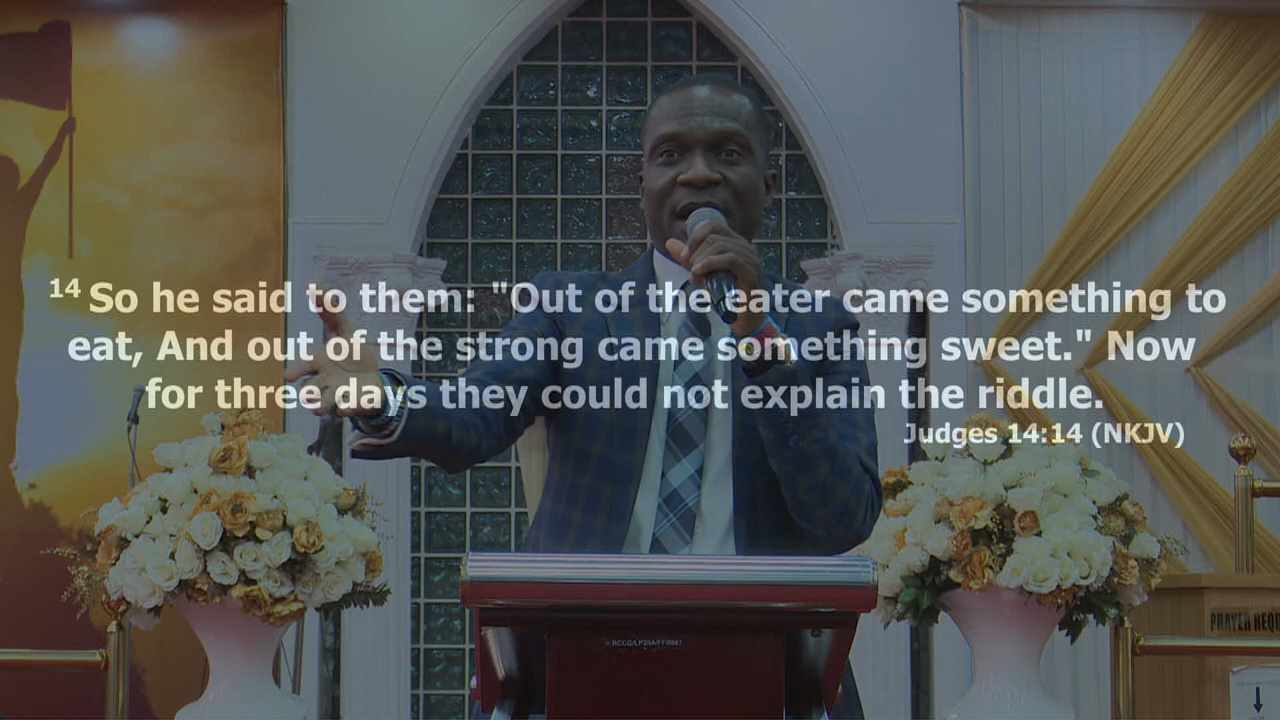 14 So he said to them: "Out of the eater came something to
eat, And out of the strong came something sweet." Now
for three days they could not explain the riddle.
Judges 14:14 (NKJV)
PRAYER REQU